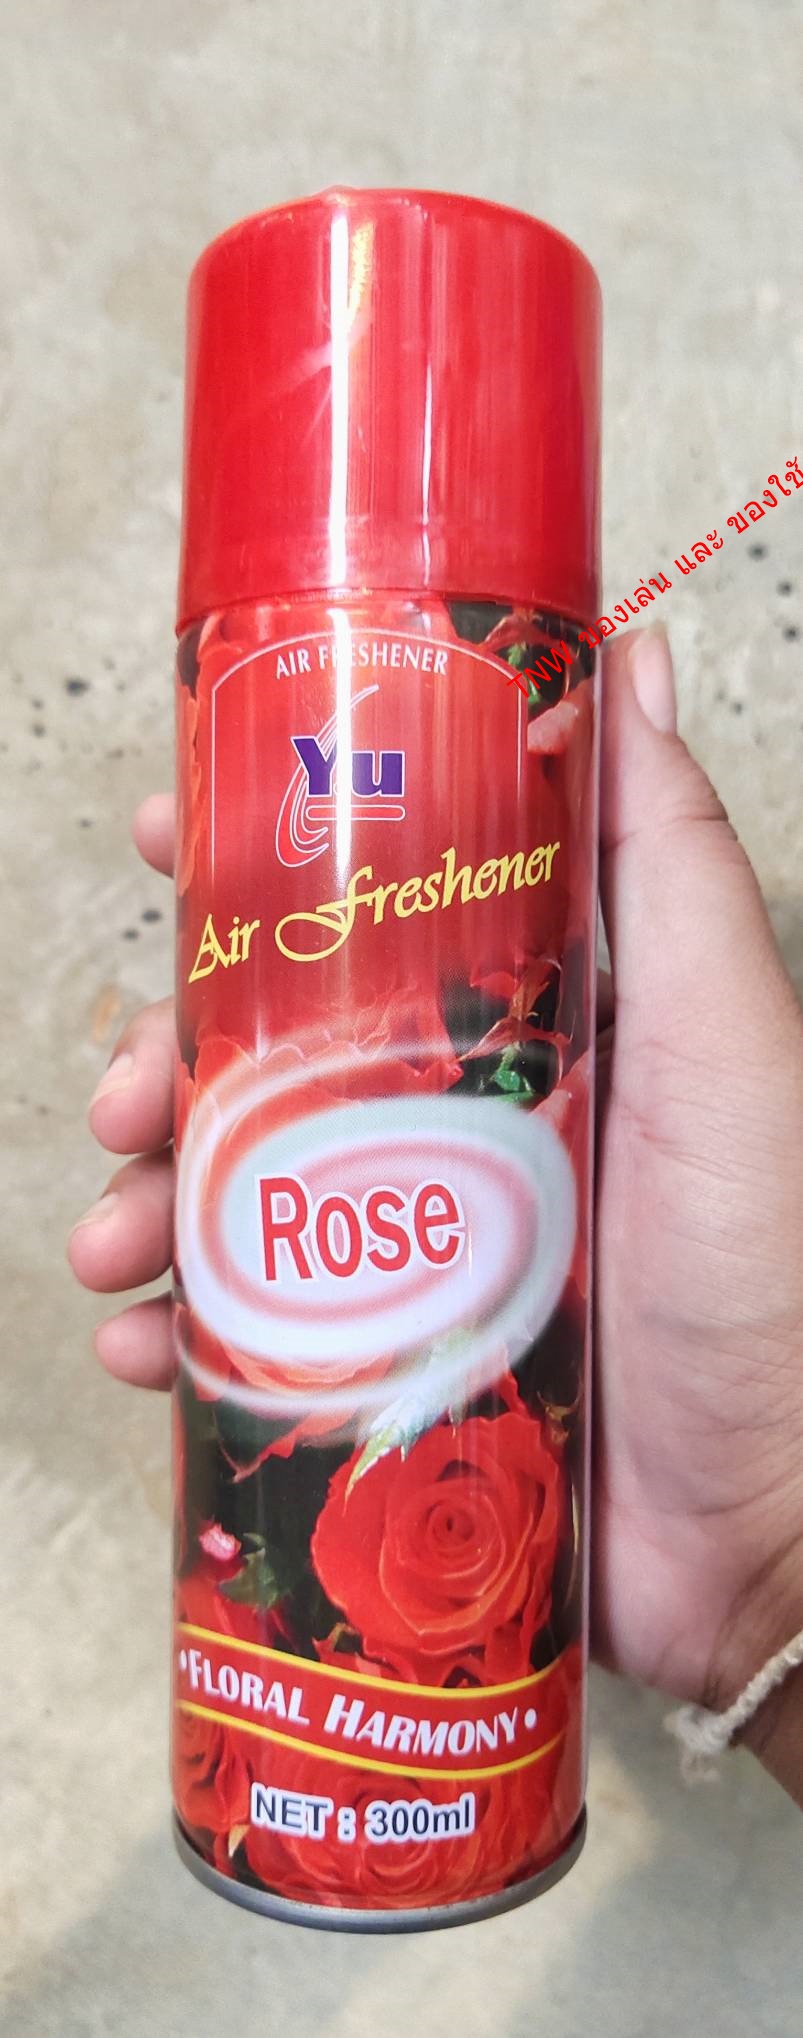 AIR FRESHENER
Yu
Air Freshener
Rose
•FLORAL HARMONY•
NET : 300ml
TNW ของเล่น และ ของใช้